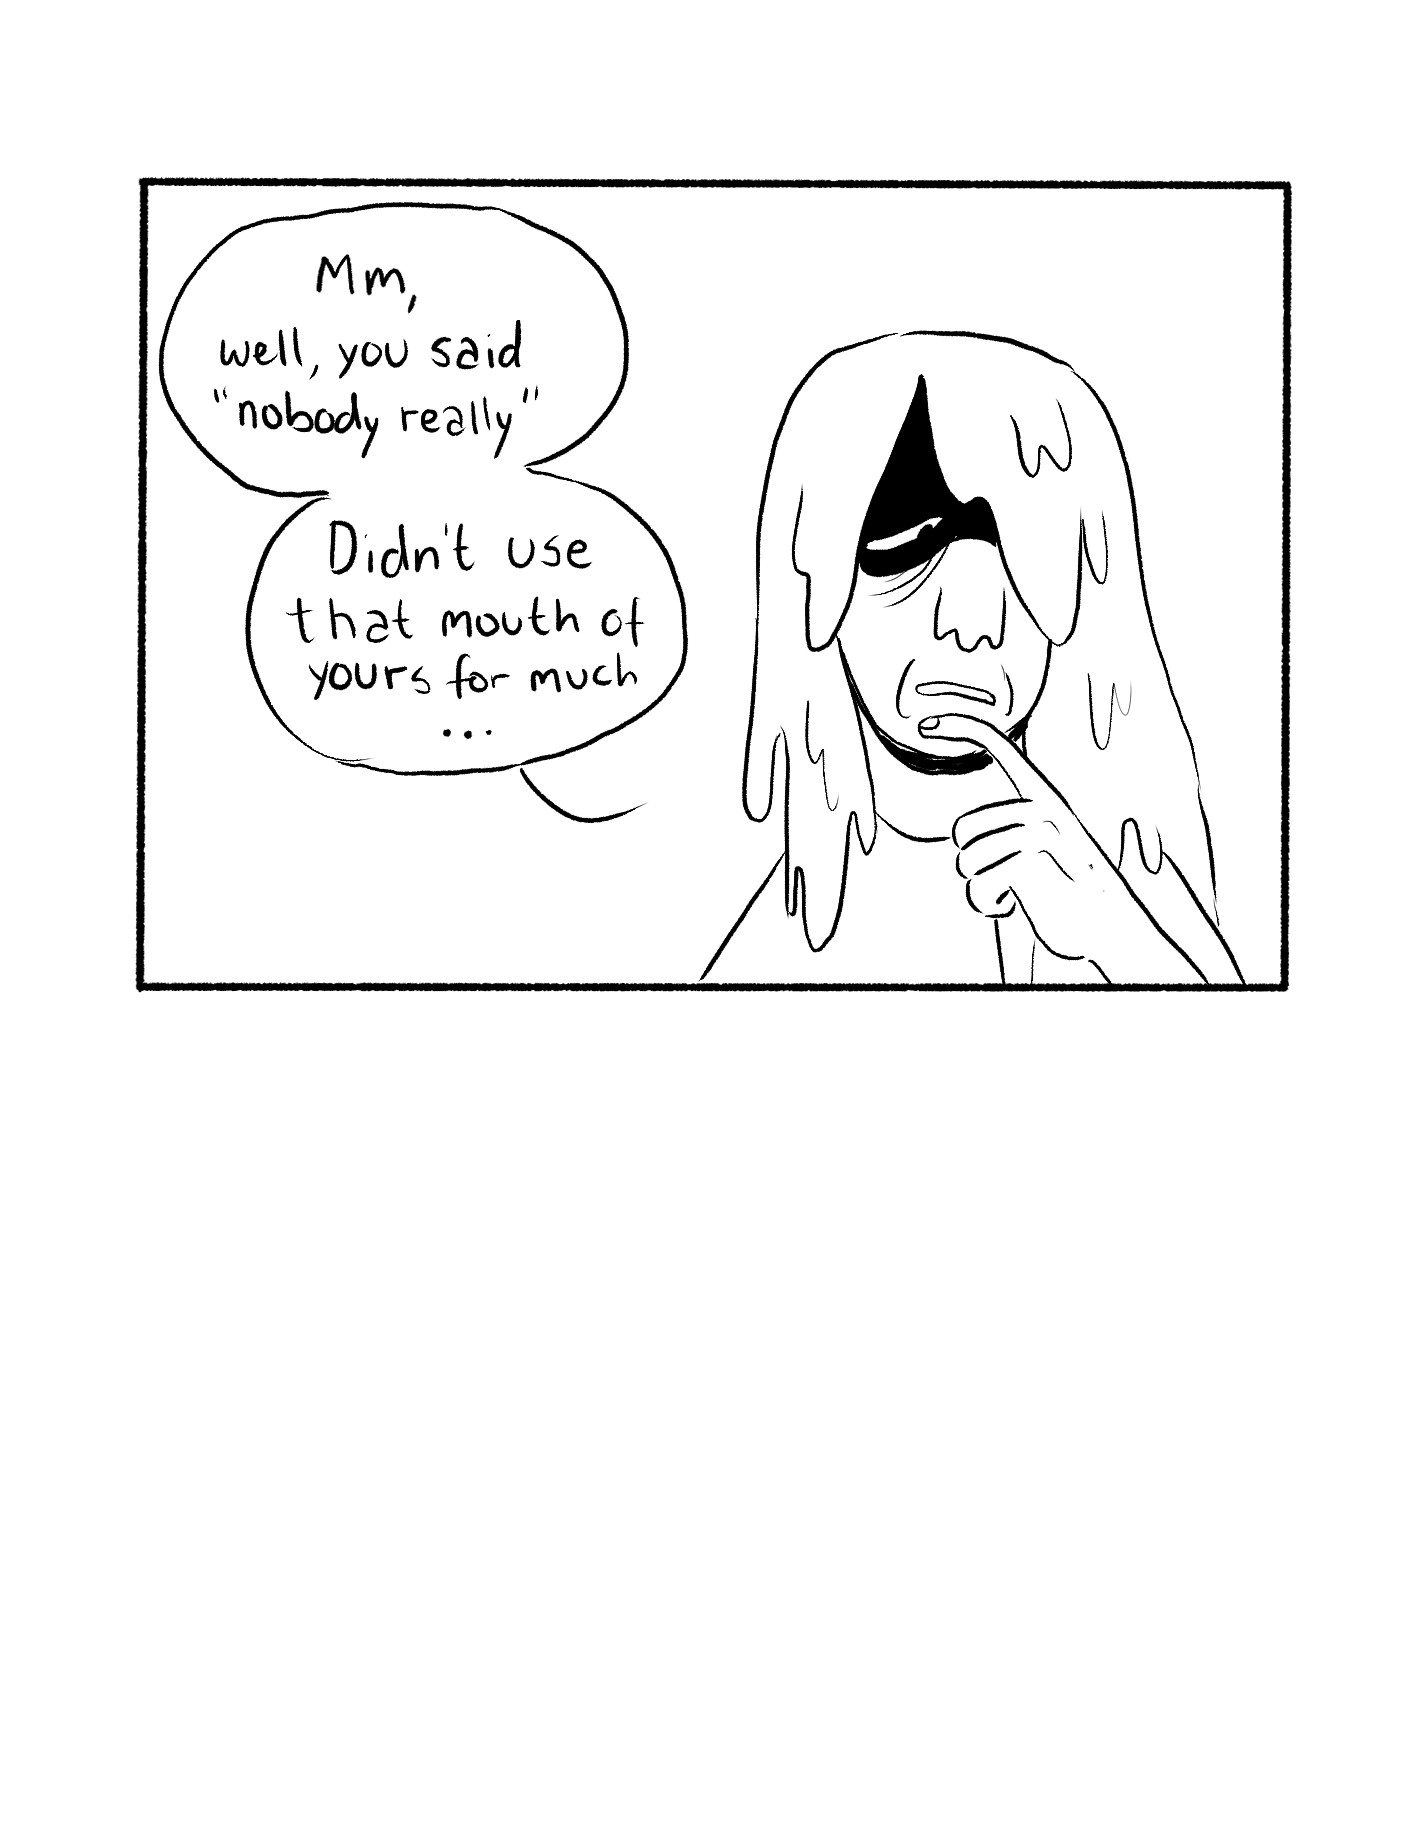 Mm,
well, you said
"nobody really"
Didn't use
that mouth of
yours for much
...